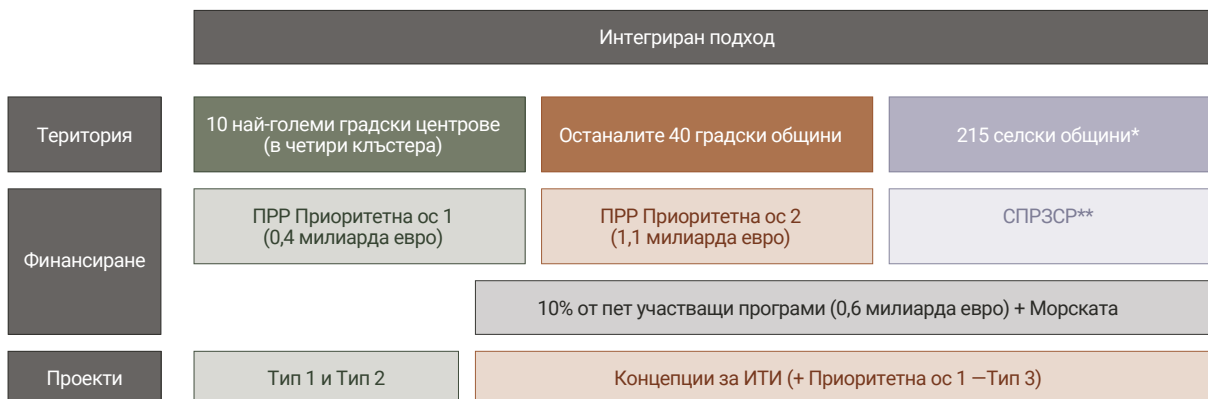 Интегриран подход
Територия
10 най-големи градски центрове
(в четири клъстера)
Останалите 40 градски общини
215 селски общини*
Финансиране
ПРР Приоритетна ос 1
(0,4 милиарда евро)
ПРР Приоритетна ос 2
(1,1 милиарда евро)
СПРЗСР**
10% от пет участващи програми (0,6 милиарда евро) + Морската
Проекти
Тип 1 и Тип 2
Концепции за ИТИ (+ Приоритетна ос 1 —Тип 3)